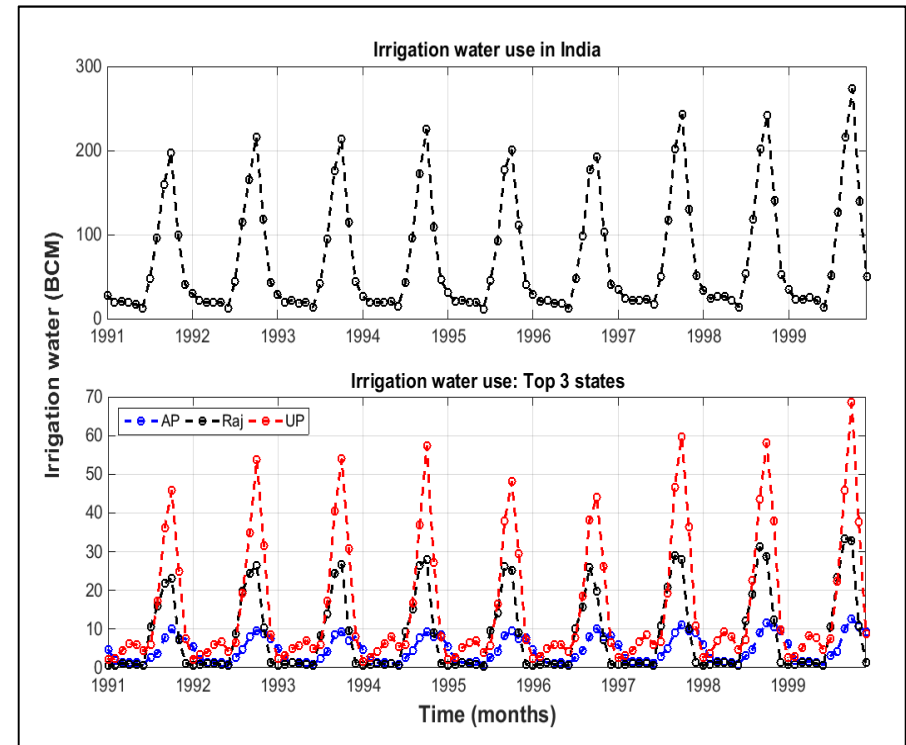 Irrigation water use in India
300
200
100
0
1991 1992 1993 1994 1995 1996 1997 1998 1999
Irrigation water (BCM)
Irrigation water use: Top 3 states
70
60
50
40
30
20
10
0
AP Raj UP
1991 1992 1993 1994 1995 1996 1997 1998 1999
Time (months)